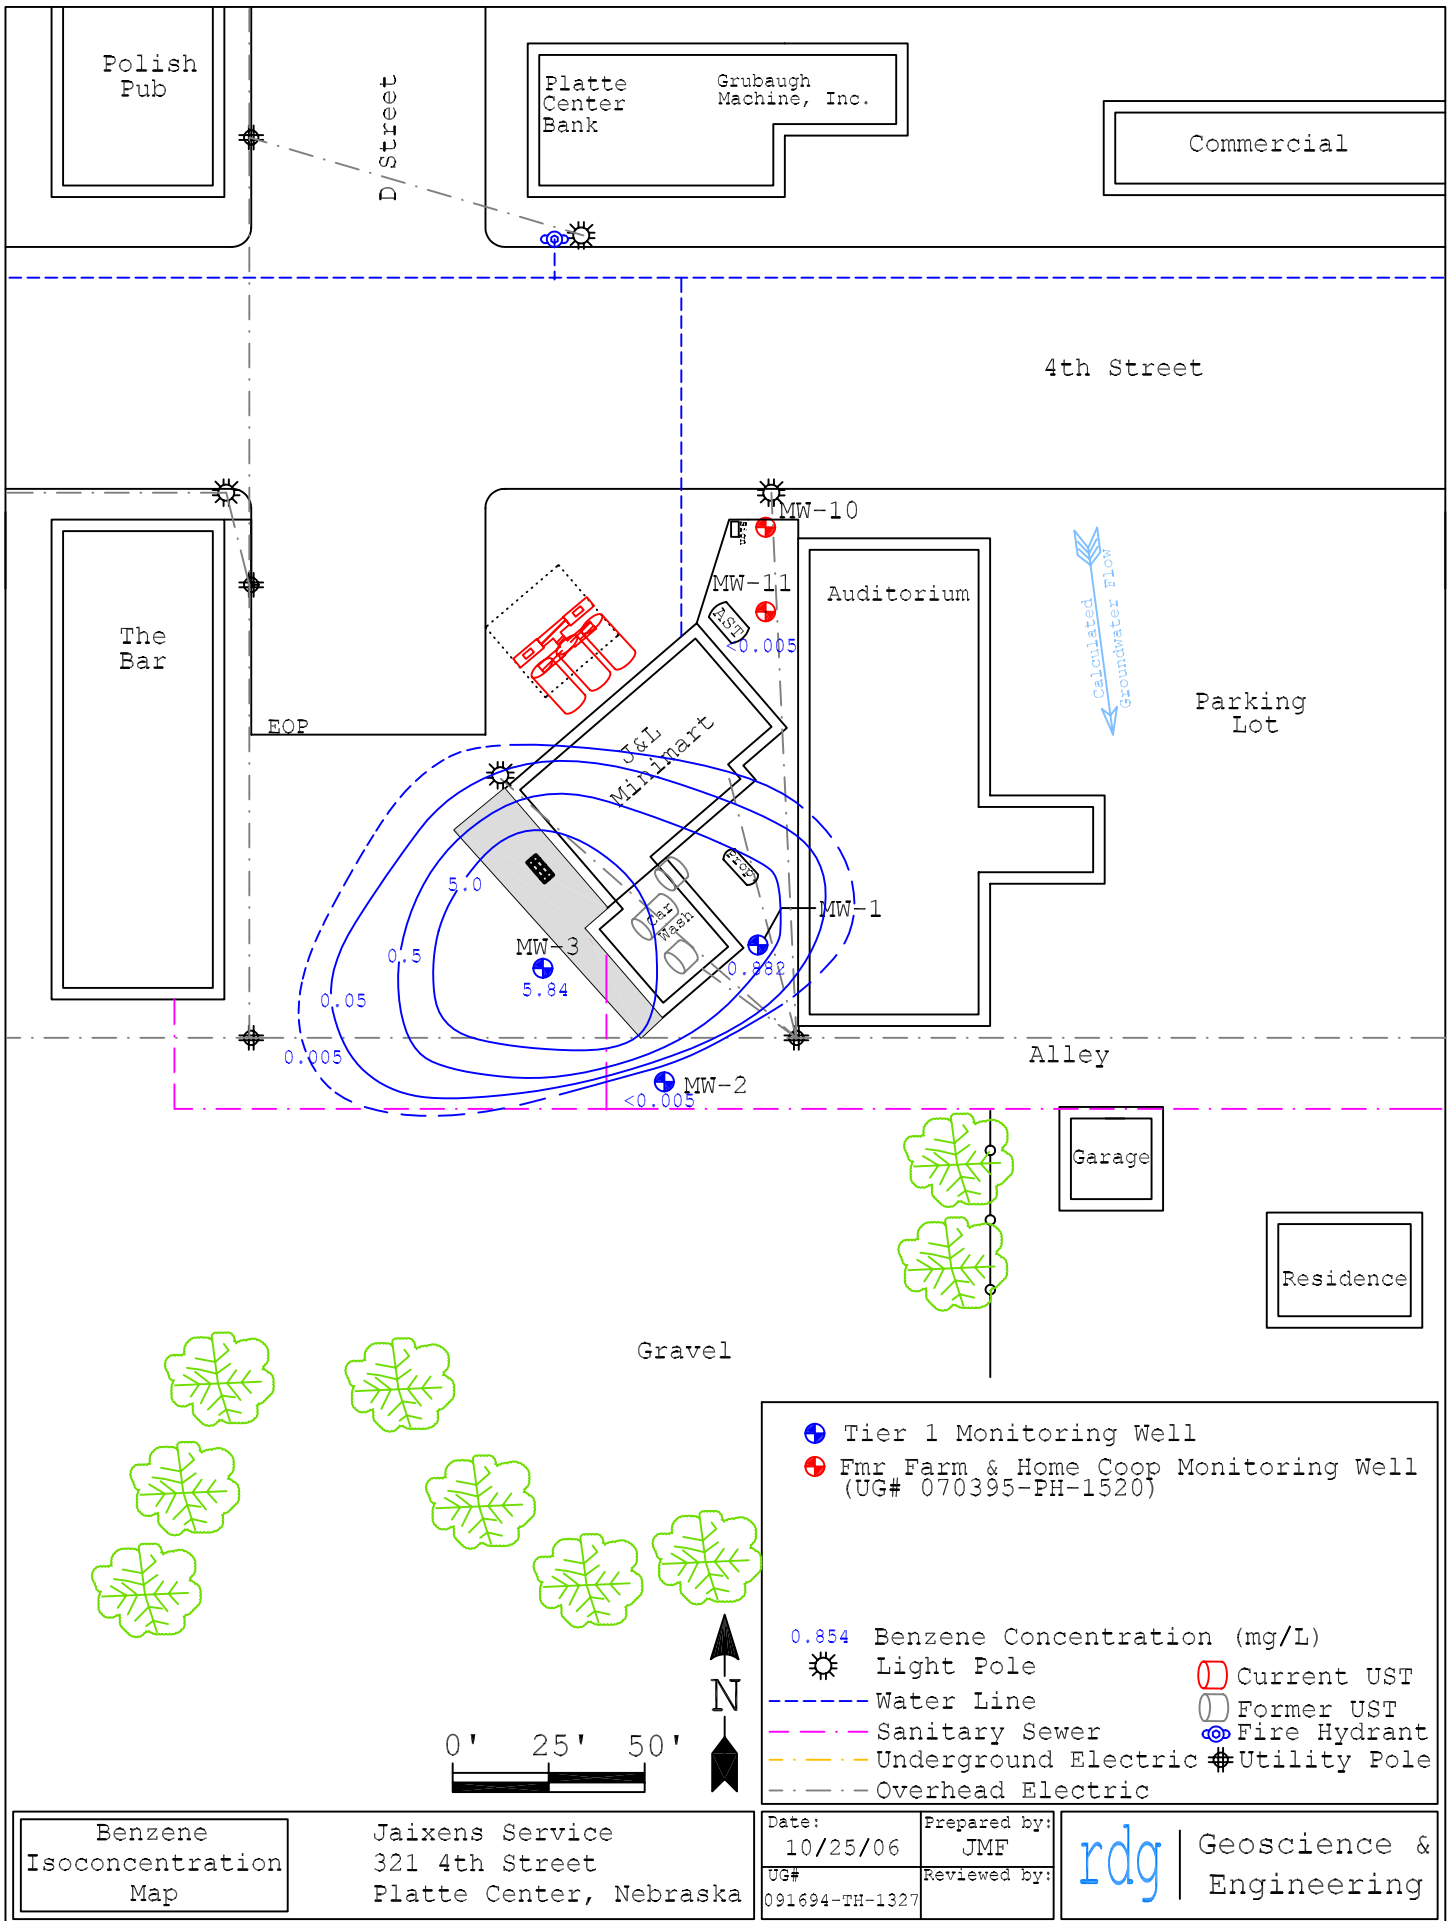 Polish
Pub
D Street
Platte
Center
Bank
Grubaugh
Machine, Inc.
Commercial
4th Street
MW-10
Sign
MW-11
AST
<0.005
Auditorium
Calculated
Groundwater Flow
Parking
Lot
The
Bar
EOP
J&L
Minimart
Prop
5.0
Car
Wash
MW-1
MW-3
0.5
0.882
5.84
0.05
0.005
Alley
MW-2
<0.005
Garage
Residence
Gravel
Tier 1 Monitoring Well
Fmr Farm & Home Coop Monitoring Well
(UG# 070395-PH-1520)
0.854 Benzene Concentration (mg/L)
Light Pole
Current UST
Water Line
Former UST
Sanitary Sewer
Fire Hydrant
Underground Electric
Utility Pole
Overhead Electric
N
0' 25' 50'
Benzene
Isoconcentration
Map
Jaixens Service
321 4th Street
Platte Center, Nebraska
Date:
10/25/06
Prepared by:
JMF
UG#
091694-TH-1327
Reviewed by:
rdg
Geoscience &
Engineering